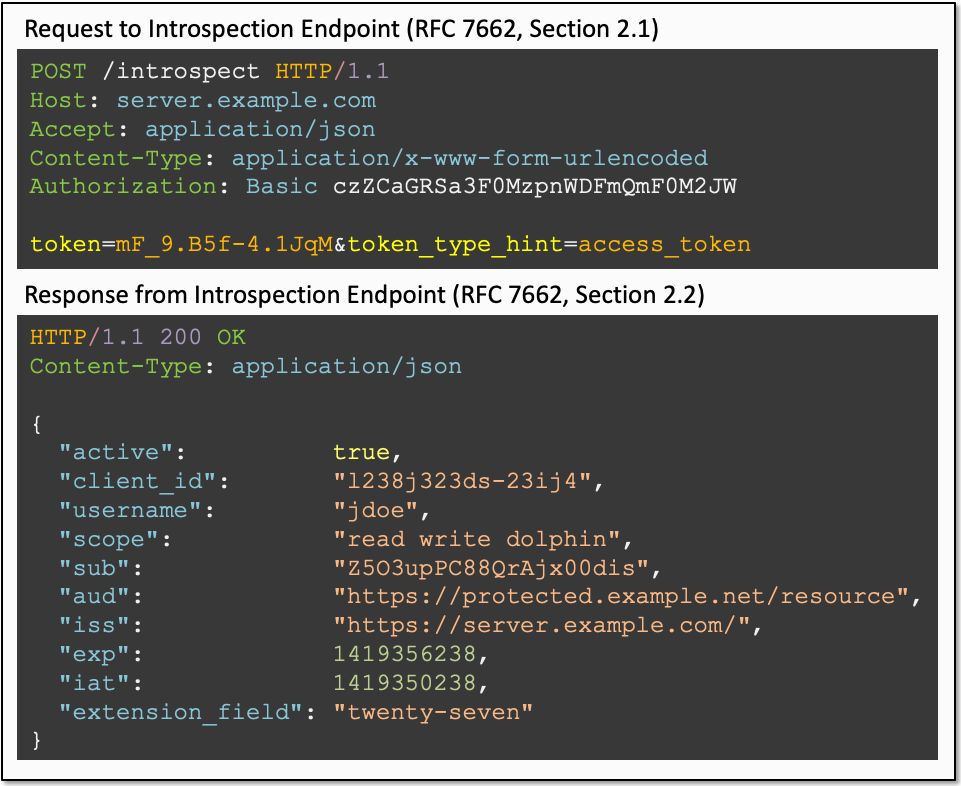 Request to Introspection Endpoint (RFC 7662, Section 2.1)
POST /introspect HTTP/1.1
Host: server.example.com
Accept: application/json
Content-Type: application/x-www-form-urlencoded
Authorization: Basic czZCaGRSa3F0MzpnWDFmQmF0M2JW
token=mF_9.B5f-4.1JqM&token_type_hint=access_token
Response from Introspection Endpoint (RFC 7662, Section 2.2)
HTTP/1.1 200 OK
Content-Type: application/json
{
"active": true,
"client_id": "l238j323ds-23ij4",
"username": "jdoe",
"scope": "read write dolphin",
"sub": "Z5O3upPC88QrAjx00dis",
"aud": "https://protected.example.net/resource",
"iss": "https://server.example.com/",
"exp": 1419356238,
"iat": 1419350238,
"extension_field": "twenty-seven"
}